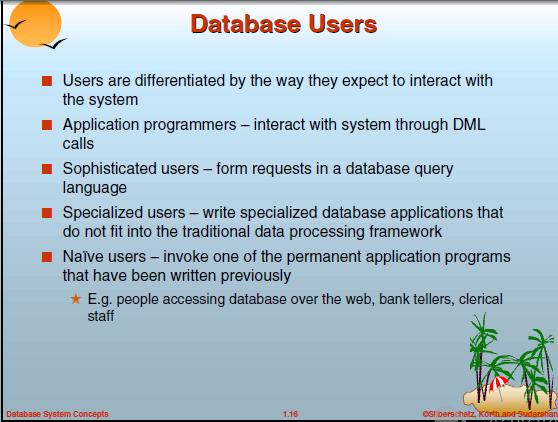 Database Users
Users are differentiated by the way they expect to interact with
the system
Application programmers – interact with system through DML
calls
Sophisticated users – form requests in a database query
language
Specialized users – write specialized database applications that
do not fit into the traditional data processing framework
Naïve users – invoke one of the permanent application programs
that have been written previously
E.g. people accessing database over the web, bank tellers, clerical
staff
Database System Concepts
1.16
©Silberschatz, Korth and Sudarshan